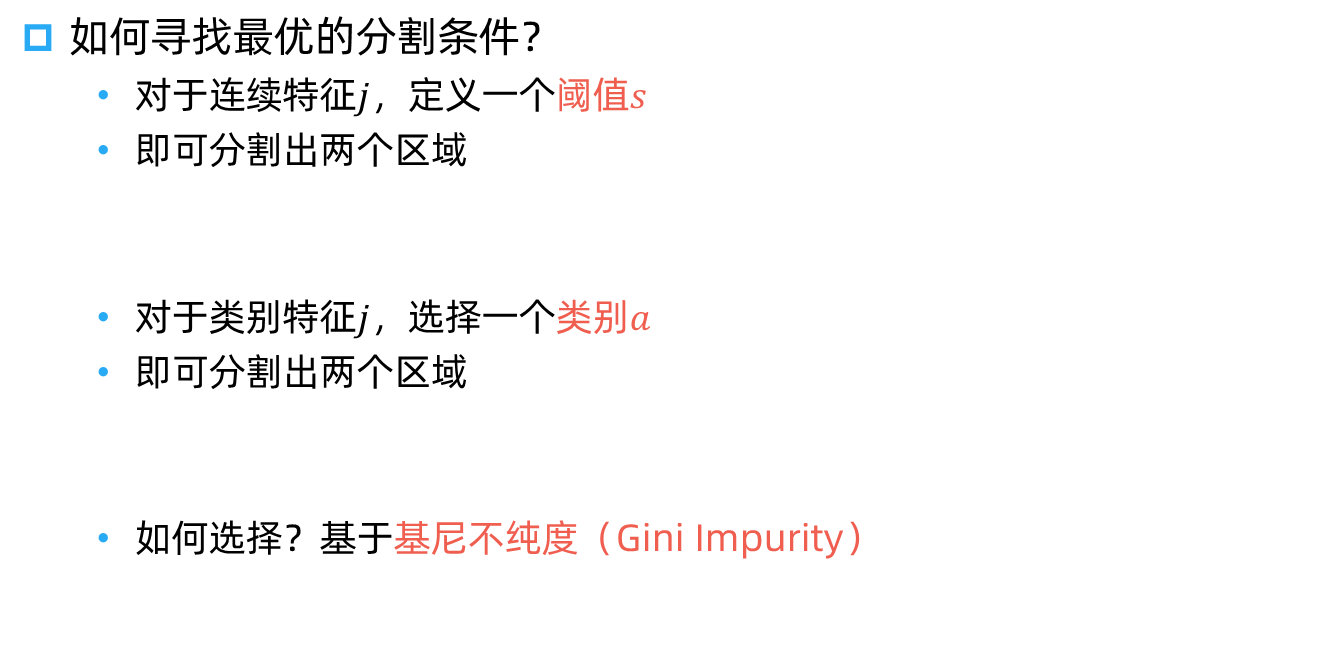 如何寻找最优的分割条件？
对于连续特征j，定义一个阈值s
即可分割出两个区域
对于类别特征j，选择一个类别a
即可分割出两个区域
如何选择？基于基尼不纯度（Gini Impurity）